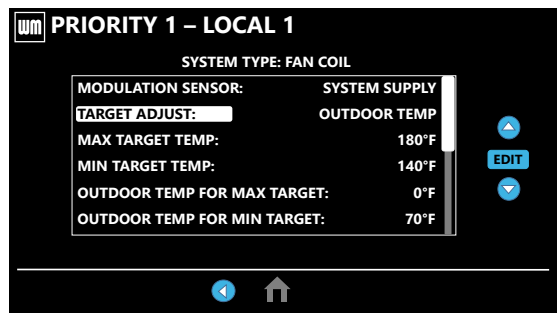 wm PRIORITY 1 – LOCAL 1
SYSTEM TYPE: FAN COIL
MODULATION SENSOR: SYSTEM SUPPLY
TARGET ADJUST: OUTDOOR TEMP
MAX TARGET TEMP: 180°F
MIN TARGET TEMP: 140°F
EDIT
OUTDOOR TEMP FOR MAX TARGET: 0°F
OUTDOOR TEMP FOR MIN TARGET: 70°F